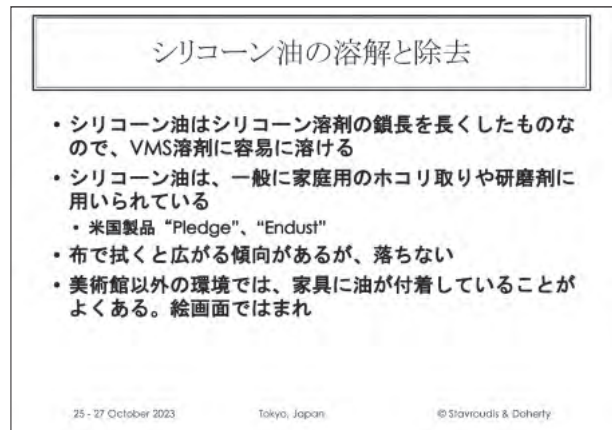 シリコーン油の溶解と除去
• シリコーン油はシリコーン溶剤の鎖長を長くしたものな
ので、VMS溶剤に容易に溶ける
• シリコーン油は、一般に家庭用のホコリ取りや研磨剤に
用いられている
• 米国製品 “Pledge”、“Endust”
• 布で拭くと広がる傾向があるが、落ちない
• 美術館以外の環境では、家具に油が付着していることが
よくある。絵画面ではまれ
25 - 27 October 2023 Tokyo, Japan © Stavroudis & Doherty